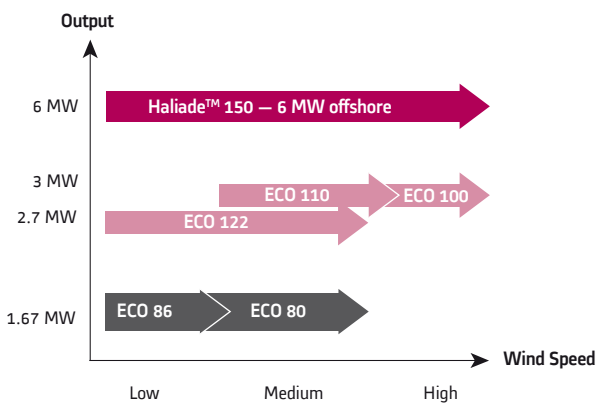 Output
6 MW
Haliade™ 150 — 6 MW offshore
3 MW
ECO 110
ECO 100
2.7 MW
ECO 122
1.67 MW
ECO 86
ECO 80
Wind Speed
Low
Medium
High